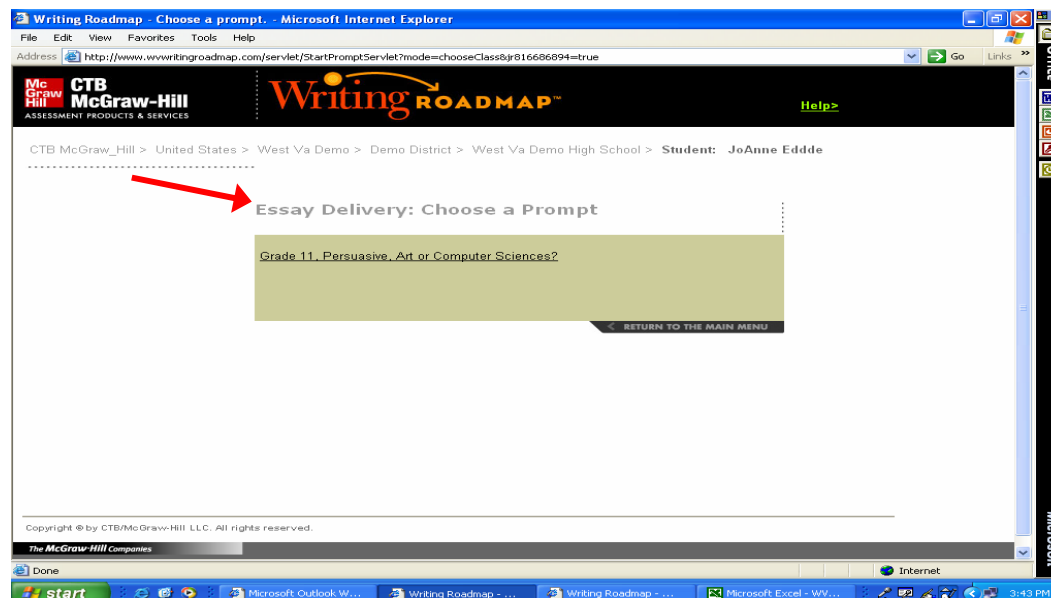 Writing Roadmap - Choose a prompt. - Microsoft Internet Explorer
File Edit View Favorites Tools Help
Address http://www.wvwritingroadmap.com/servlet/StartPromptServlet?mode=chooseClass&jr816686894=true Go Links »
Mc Graw Hill CTB McGraw-Hill
ASSESSMENT PRODUCTS & SERVICES
Writing ROADMAP™
Help>
CTB McGraw_Hill > United States > West Va Demo > Demo District > West Va Demo High School > Student: JoAnne Eddde
Essay Delivery: Choose a Prompt
Grade 11, Persuasive, Art or Computer Sciences?
< RETURN TO THE MAIN MENU
Copyright © by CTB/McGraw-Hill LLC. All rights reserved.
The McGraw-Hill Companies
Done Internet
start Microsoft Outlook W... Writing Roadmap - ... Writing Roadmap - ... Microsoft Excel - WV... 3:43 PM